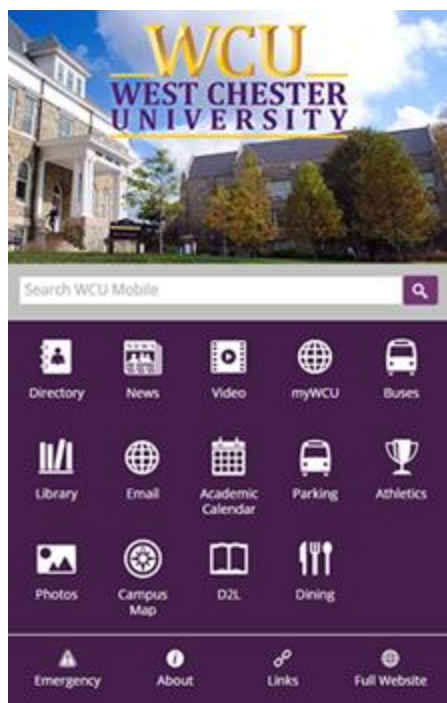 WCU
WEST CHESTER
UNIVERSITY
Search WCU Mobile
Directory
News
Video
myWCU
Buses
Library
Email
Academic
Calendar
Parking
Athletics
Photos
Campus
Map
D2L
Dining
Emergency
About
Links
Full Website